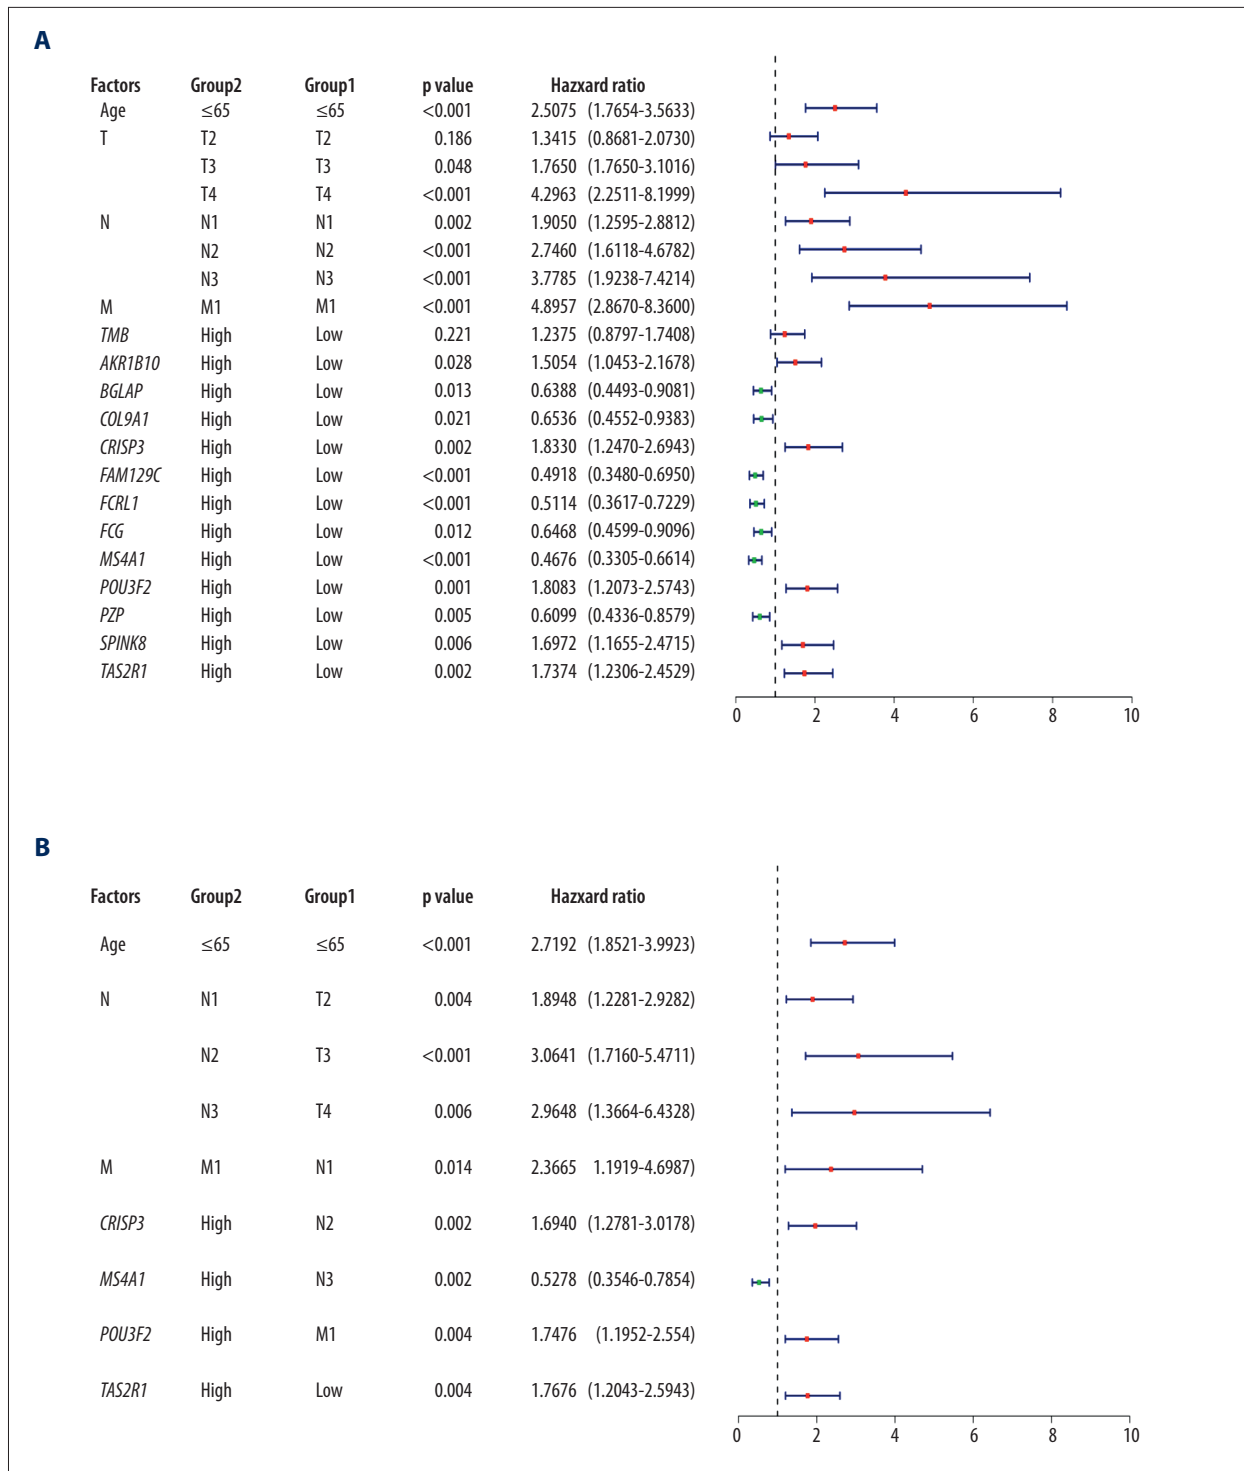 A
Factors Group2 Group1 p value Hazxard ratio
Age ≤65 ≤65 <0.001 2.5075 (1.7654-3.5633)
T T2 T2 0.186 1.3415 (0.8681-2.0730)
T3 T3 0.048 1.7650 (1.7650-3.1016)
T4 T4 <0.001 4.2963 (2.2511-8.1999)
N N1 N1 0.002 1.9050 (1.2595-2.8812)
N2 N2 <0.001 2.7460 (1.6118-4.6782)
N3 N3 <0.001 3.7785 (1.9238-7.4214)
M M1 M1 <0.001 4.8957 (2.8670-8.3600)
TMB High Low 0.221 1.2375 (0.8797-1.7408)
AKR1B10 High Low 0.028 1.5054 (1.0453-2.1678)
BGLAP High Low 0.013 0.6388 (0.4493-0.9081)
COL9A1 High Low 0.021 0.6536 (0.4552-0.9383)
CRISP3 High Low 0.002 1.8330 (1.2470-2.6943)
FAM129C High Low <0.001 0.4918 (0.3480-0.6950)
FCRL1 High Low <0.001 0.5114 (0.3617-0.7229)
FCG High Low 0.012 0.6468 (0.4599-0.9096)
MS4A1 High Low <0.001 0.4676 (0.3305-0.6614)
POU3F2 High Low 0.001 1.8083 (1.2073-2.5743)
PZP High Low 0.005 0.6099 (0.4336-0.8579)
SPINK8 High Low 0.006 1.6972 (1.1655-2.4715)
TAS2R1 High Low 0.002 1.7374 (1.2306-2.4529)
0 2 4 6 8 10
B
Factors Group2 Group1 p value Hazxard ratio
Age ≤65 ≤65 <0.001 2.7192 (1.8521-3.9923)
N N1 T2 0.004 1.8948 (1.2281-2.9282)
N2 T3 <0.001 3.0641 (1.7160-5.4711)
N3 T4 0.006 2.9648 (1.3664-6.4328)
M M1 N1 0.014 2.3665 1.1919-4.6987)
CRISP3 High N2 0.002 1.6940 (1.2781-3.0178)
MS4A1 High N3 0.002 0.5278 (0.3546-0.7854)
POU3F2 High M1 0.004 1.7476 (1.1952-2.554)
TAS2R1 High Low 0.004 1.7676 (1.2043-2.5943)
0 2 4 6 8 10